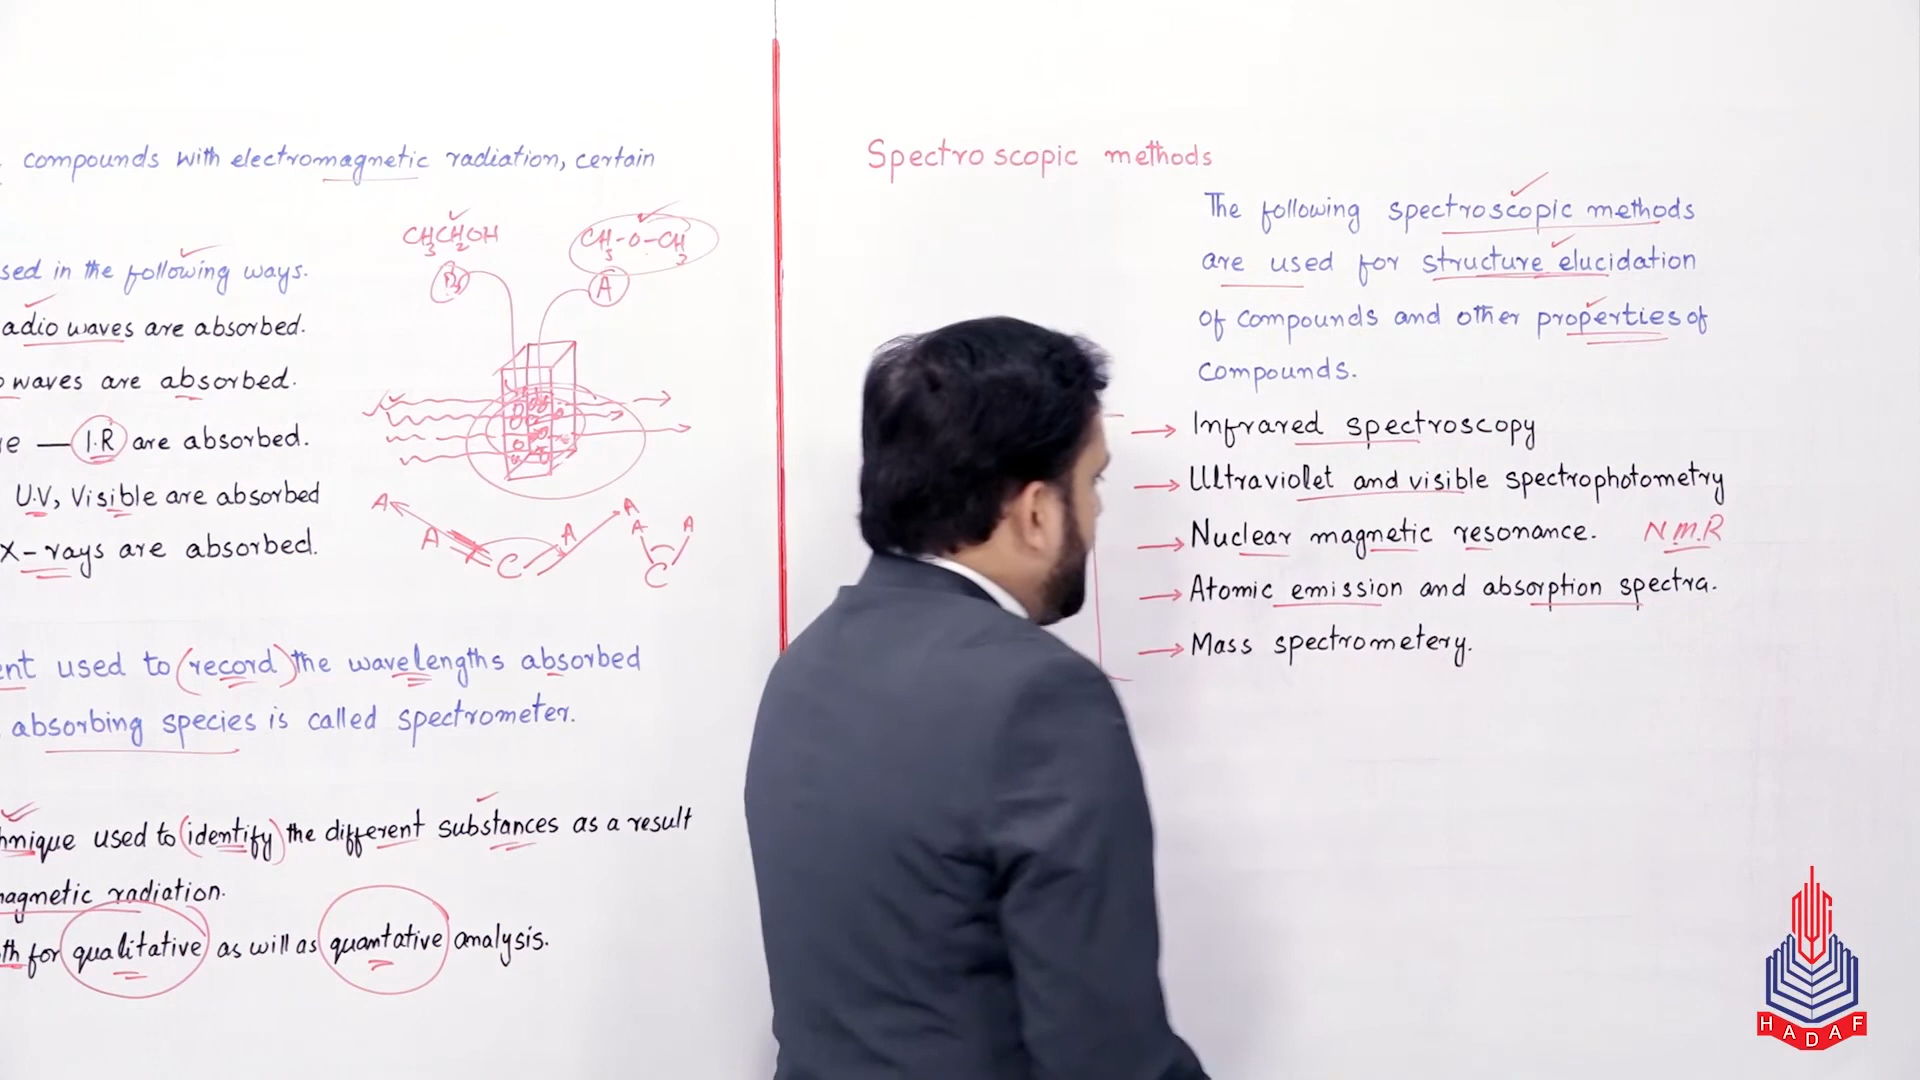 compounds with electromagnetic radiation, certain
CH3CH2OH
CH3-O-CH3
B
A
sed in the following ways.
adio waves are absorbed.
waves are absorbed.
e — I.R are absorbed.
U.V, Visible are absorbed
X-rays are absorbed.
A
A
A
A
C
A
A
C
ent used to (record) the wavelengths absorbed
absorbing species is called spectrometer.
hnique used to (identify) the different substances as a result
magnetic radiation.
th for qualitative as will as quantative analysis.
Spectro scopic methods
The following spectroscopic methods
are used for structure elucidation
of compounds and other properties of
compounds.
→ Infrared spectroscopy
→ Ultraviolet and visible spectrophotometry
→ Nuclear magnetic resonance. N.M.R
→ Atomic emission and absorption spectra.
→ Mass spectrometery.
HADAF